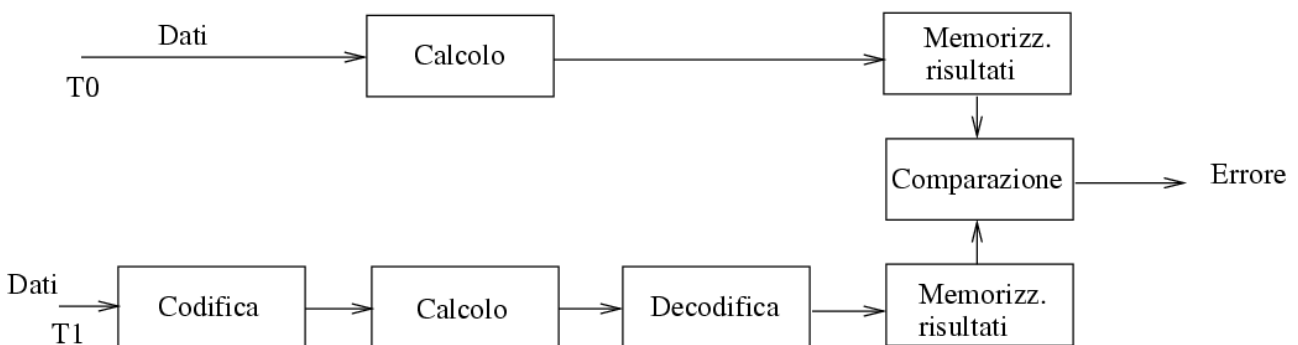 Dati
T0
Calcolo
Memorizz.
risultati
Comparazione
Errore
Dati
T1
Codifica
Calcolo
Decodifica
Memorizz.
risultati